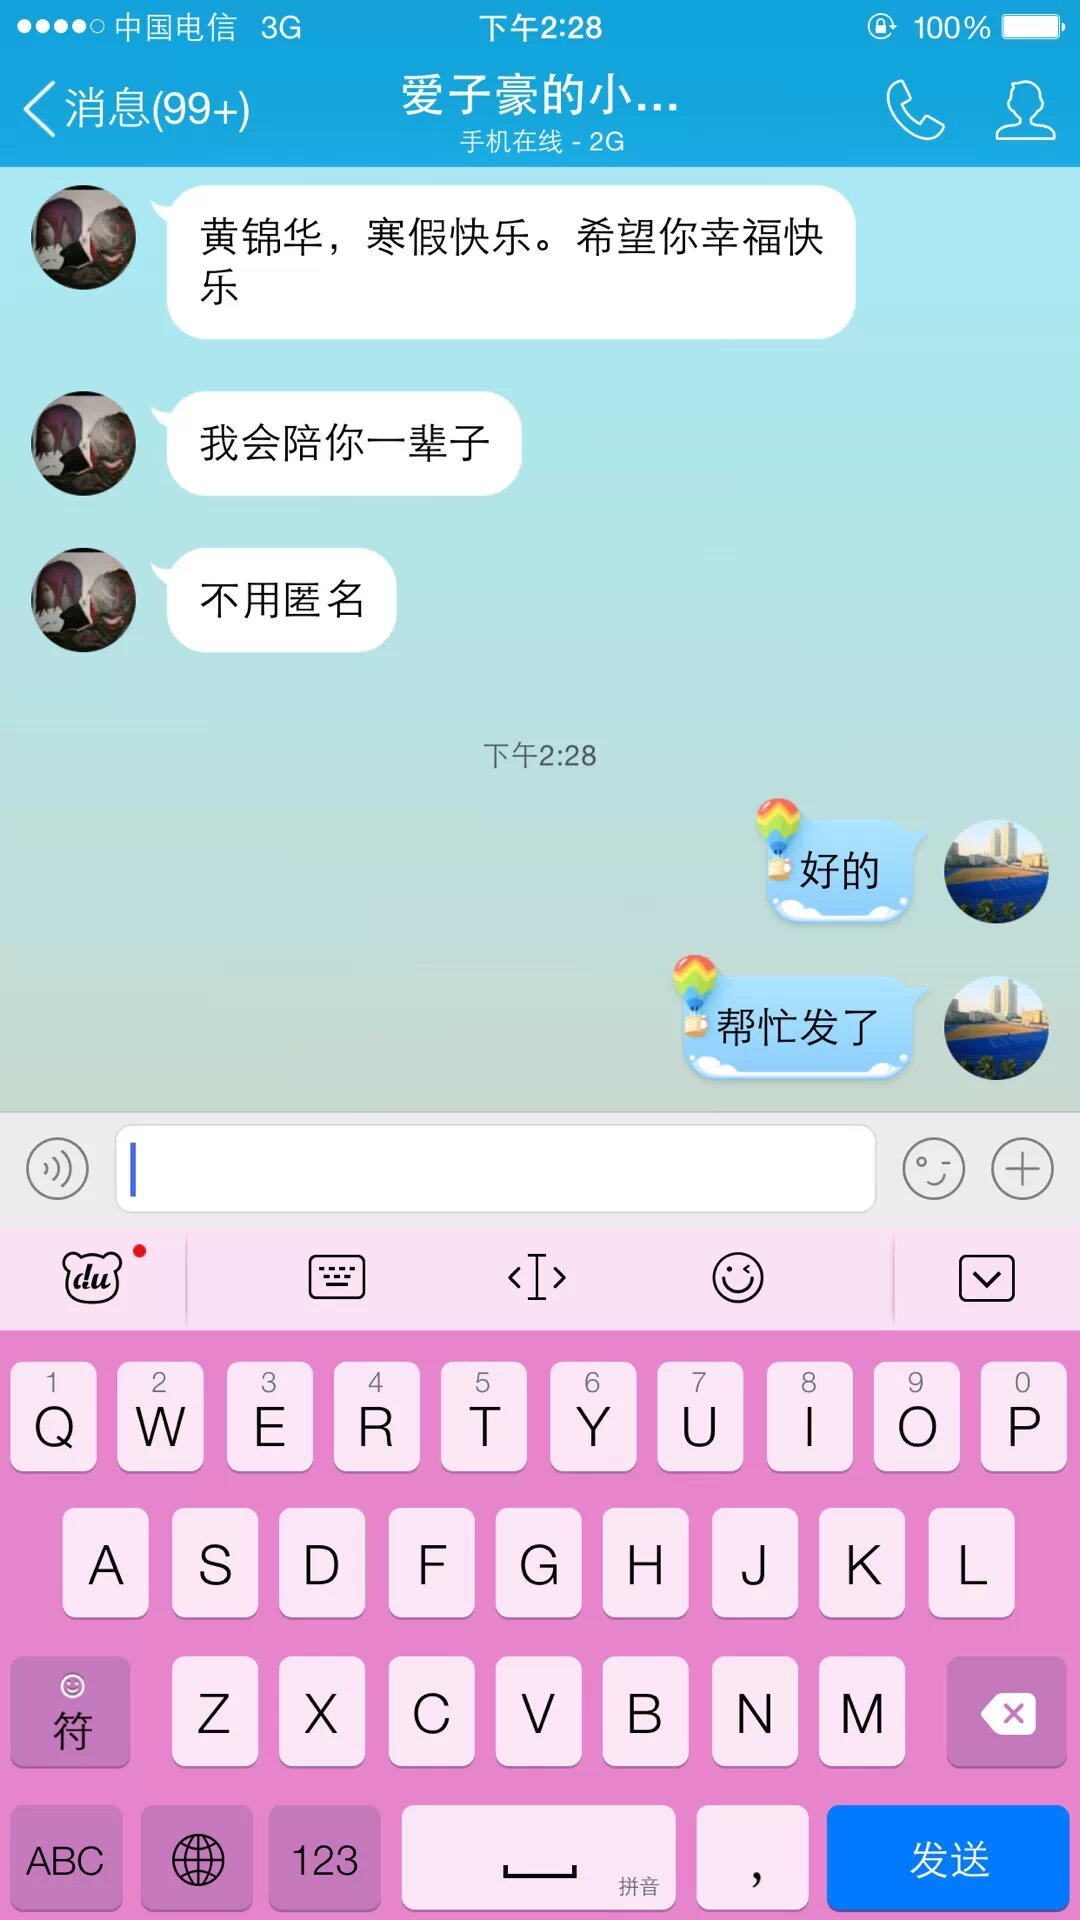 中国电信 3G 下午2:28 100%
消息(99+) 爱子豪的小...
手机在线 - 2G
黄锦华，寒假快乐。希望你幸福快
乐
我会陪你一辈子
不用匿名
下午2:28
好的
帮忙发了
du
1 2 3 4 5 6 7 8 9 0
Q W E R T Y U I O P
A S D F G H J K L
符 Z X C V B N M
ABC 123 拼音 ， 发送